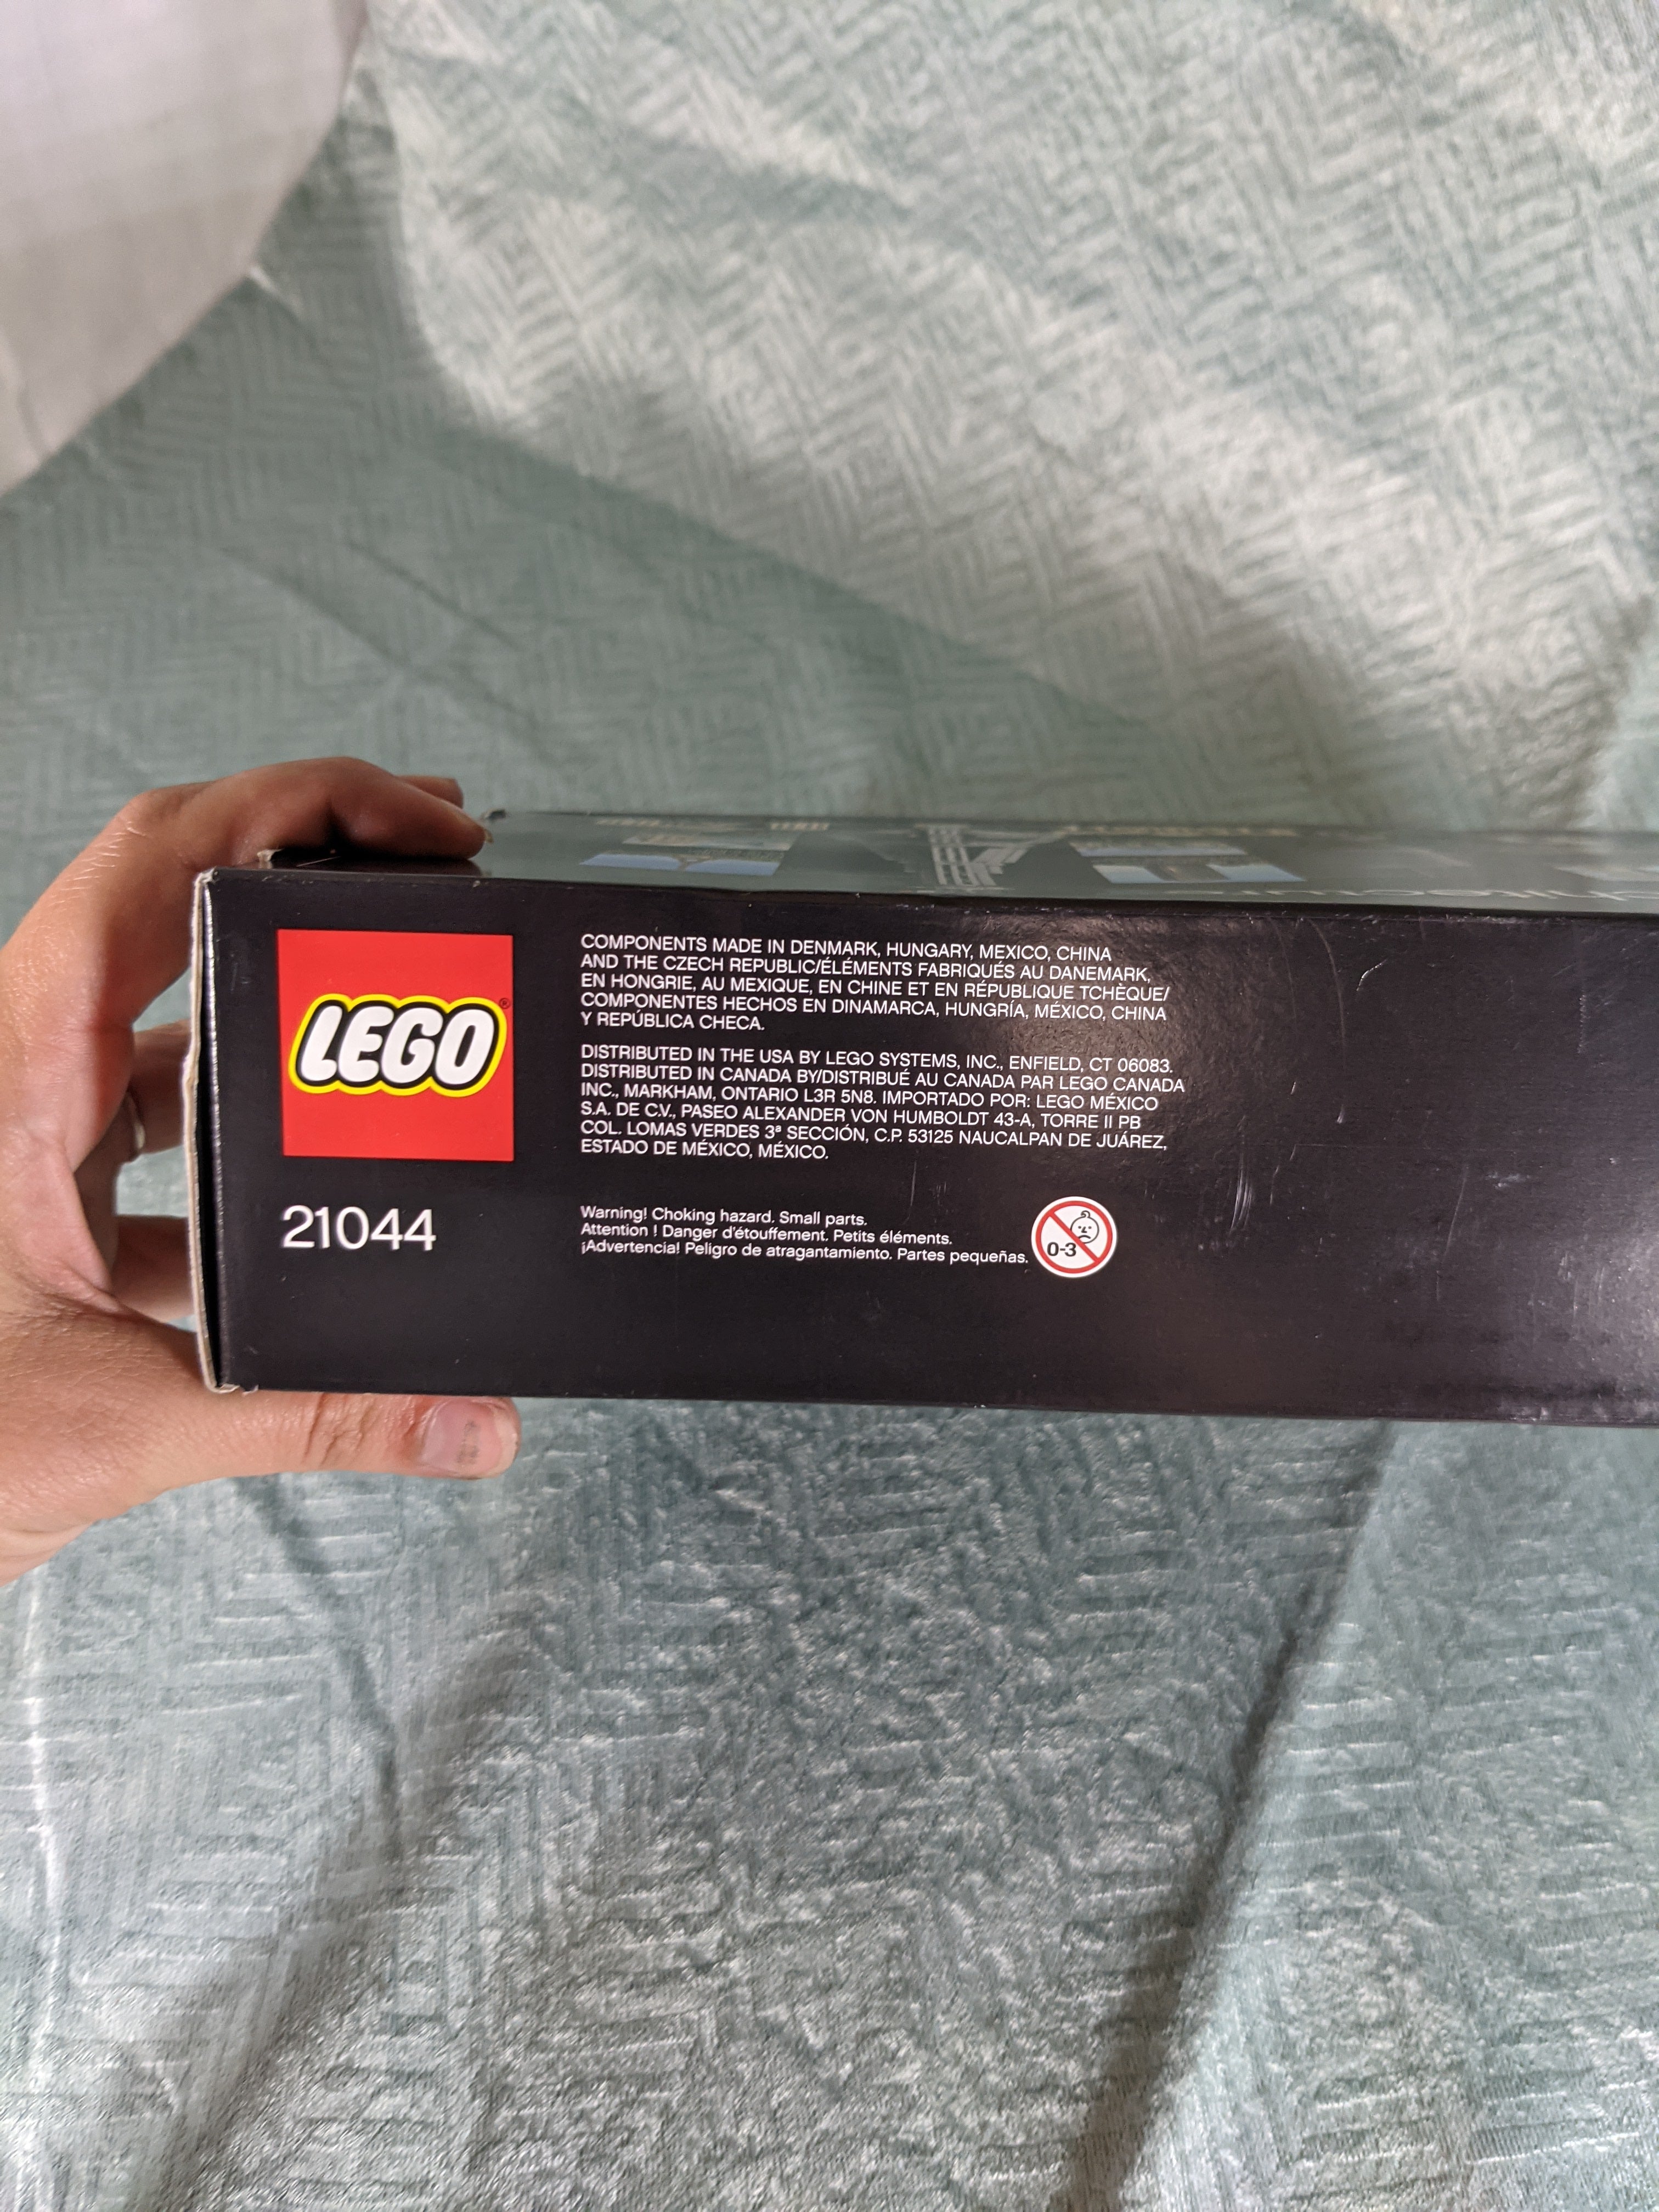 LEGO®
21044
COMPONENTS MADE IN DENMARK, HUNGARY, MEXICO, CHINA
AND THE CZECH REPUBLIC/ÉLÉMENTS FABRIQUÉS AU DANEMARK,
EN HONGRIE, AU MEXIQUE, EN CHINE ET EN RÉPUBLIQUE TCHÈQUE/
COMPONENTES HECHOS EN DINAMARCA, HUNGRÍA, MÉXICO, CHINA
Y REPÚBLICA CHECA.
DISTRIBUTED IN THE USA BY LEGO SYSTEMS, INC., ENFIELD, CT 06083.
DISTRIBUTED IN CANADA BY/DISTRIBUÉ AU CANADA PAR LEGO CANADA
INC., MARKHAM, ONTARIO L3R 5N8. IMPORTADO POR: LEGO MÉXICO
S.A. DE C.V., PASEO ALEXANDER VON HUMBOLDT 43-A, TORRE II PB
COL. LOMAS VERDES 3ª SECCIÓN, C.P. 53125 NAUCALPAN DE JUÁREZ,
ESTADO DE MÉXICO, MÉXICO.
Warning! Choking hazard. Small parts.
Attention ! Danger d'étouffement. Petits éléments.
¡Advertencia! Peligro de atragantamiento. Partes pequeñas.
0-3